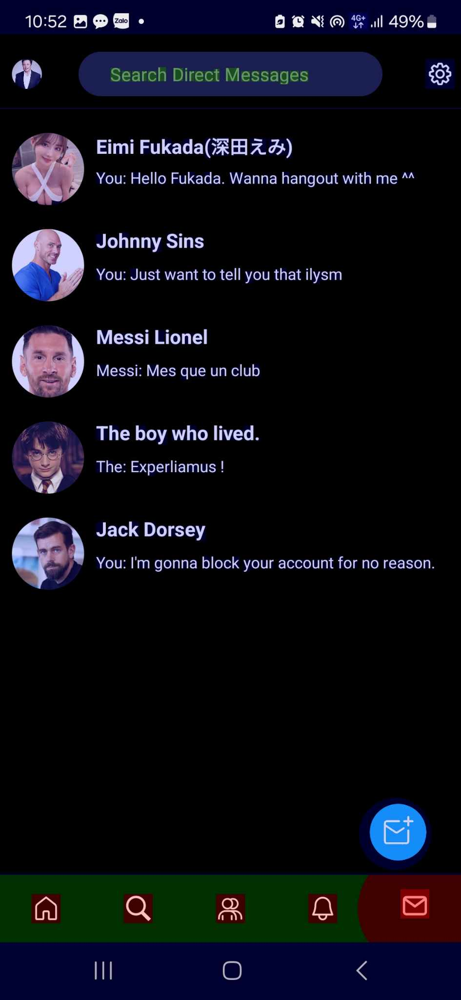 10:52 Zalo 4G+ 49%
Search Direct Messages
Eimi Fukada(深田えみ)
You: Hello Fukada. Wanna hangout with me ^^
Johnny Sins
You: Just want to tell you that ilysm
Messi Lionel
Messi: Mes que un club
The boy who lived.
The: Experliamus !
Jack Dorsey
You: I'm gonna block your account for no reason.